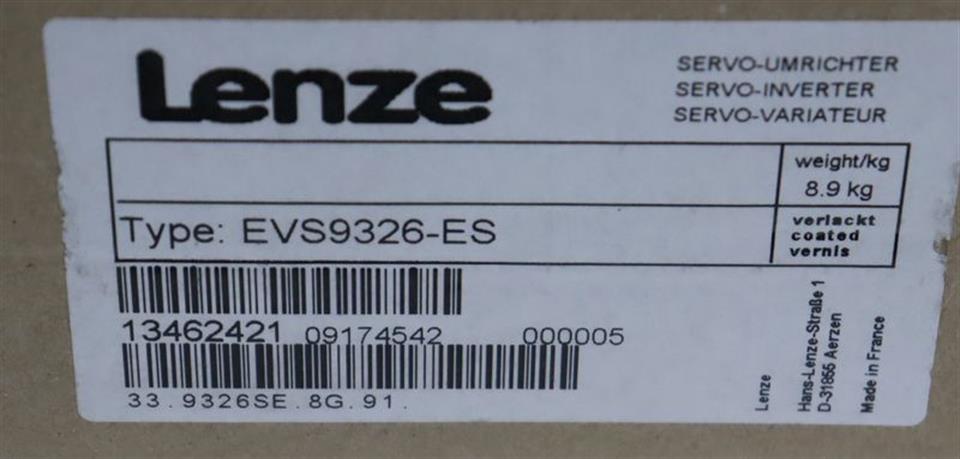 Lenze
SERVO-UMRICHTER
SERVO-INVERTER
SERVO-VARIATEUR
weight/kg
8.9 kg
Type: EVS9326-ES
verlackt
coated
vernis
13462421 09174542 000005
33.9326SE.8G.91.
Lenze
Hans-Lenze-Straße 1
D-31855 Aerzen
Made in France